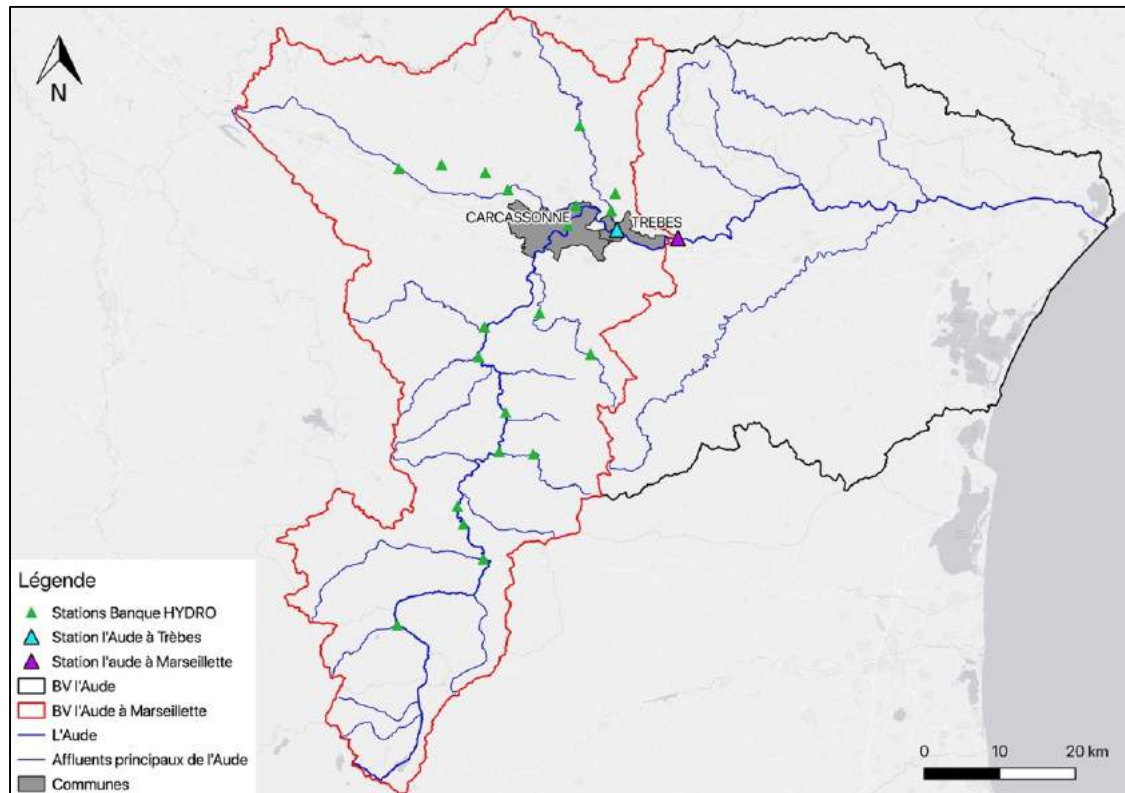 N
CARCASSONNE
TREBES
Légende
Stations Banque HYDRO
Station l'Aude à Trèbes
Station l'aude à Marseillette
BV l'Aude
BV l'Aude à Marseillette
L'Aude
Affluents principaux de l'Aude
Communes
0 10 20 km